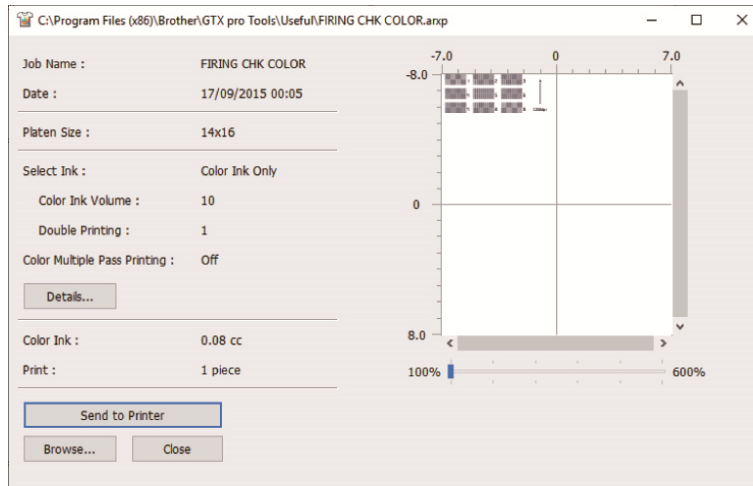 C:\Program Files (x86)\Brother\GTX pro Tools\Useful\FIRING CHK COLOR.arxp
Job Name : FIRING CHK COLOR
Date : 17/09/2015 00:05
Platen Size : 14x16
Select Ink : Color Ink Only
Color Ink Volume : 10
Double Printing : 1
Color Multiple Pass Printing : Off
Details...
Color Ink : 0.08 cc
Print : 1 piece
Send to Printer
Browse... Close
-7.0 0 7.0
-8.0
0
8.0
100% 600%